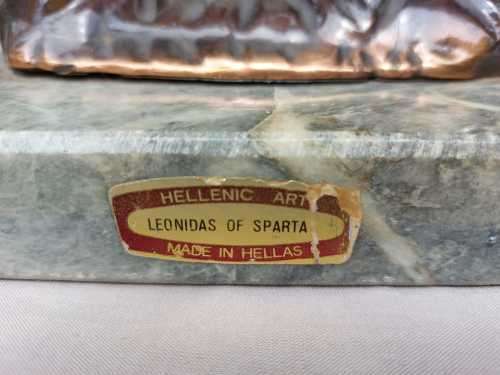 HELLENIC ART
LEONIDAS OF SPARTA
MADE IN HELLAS